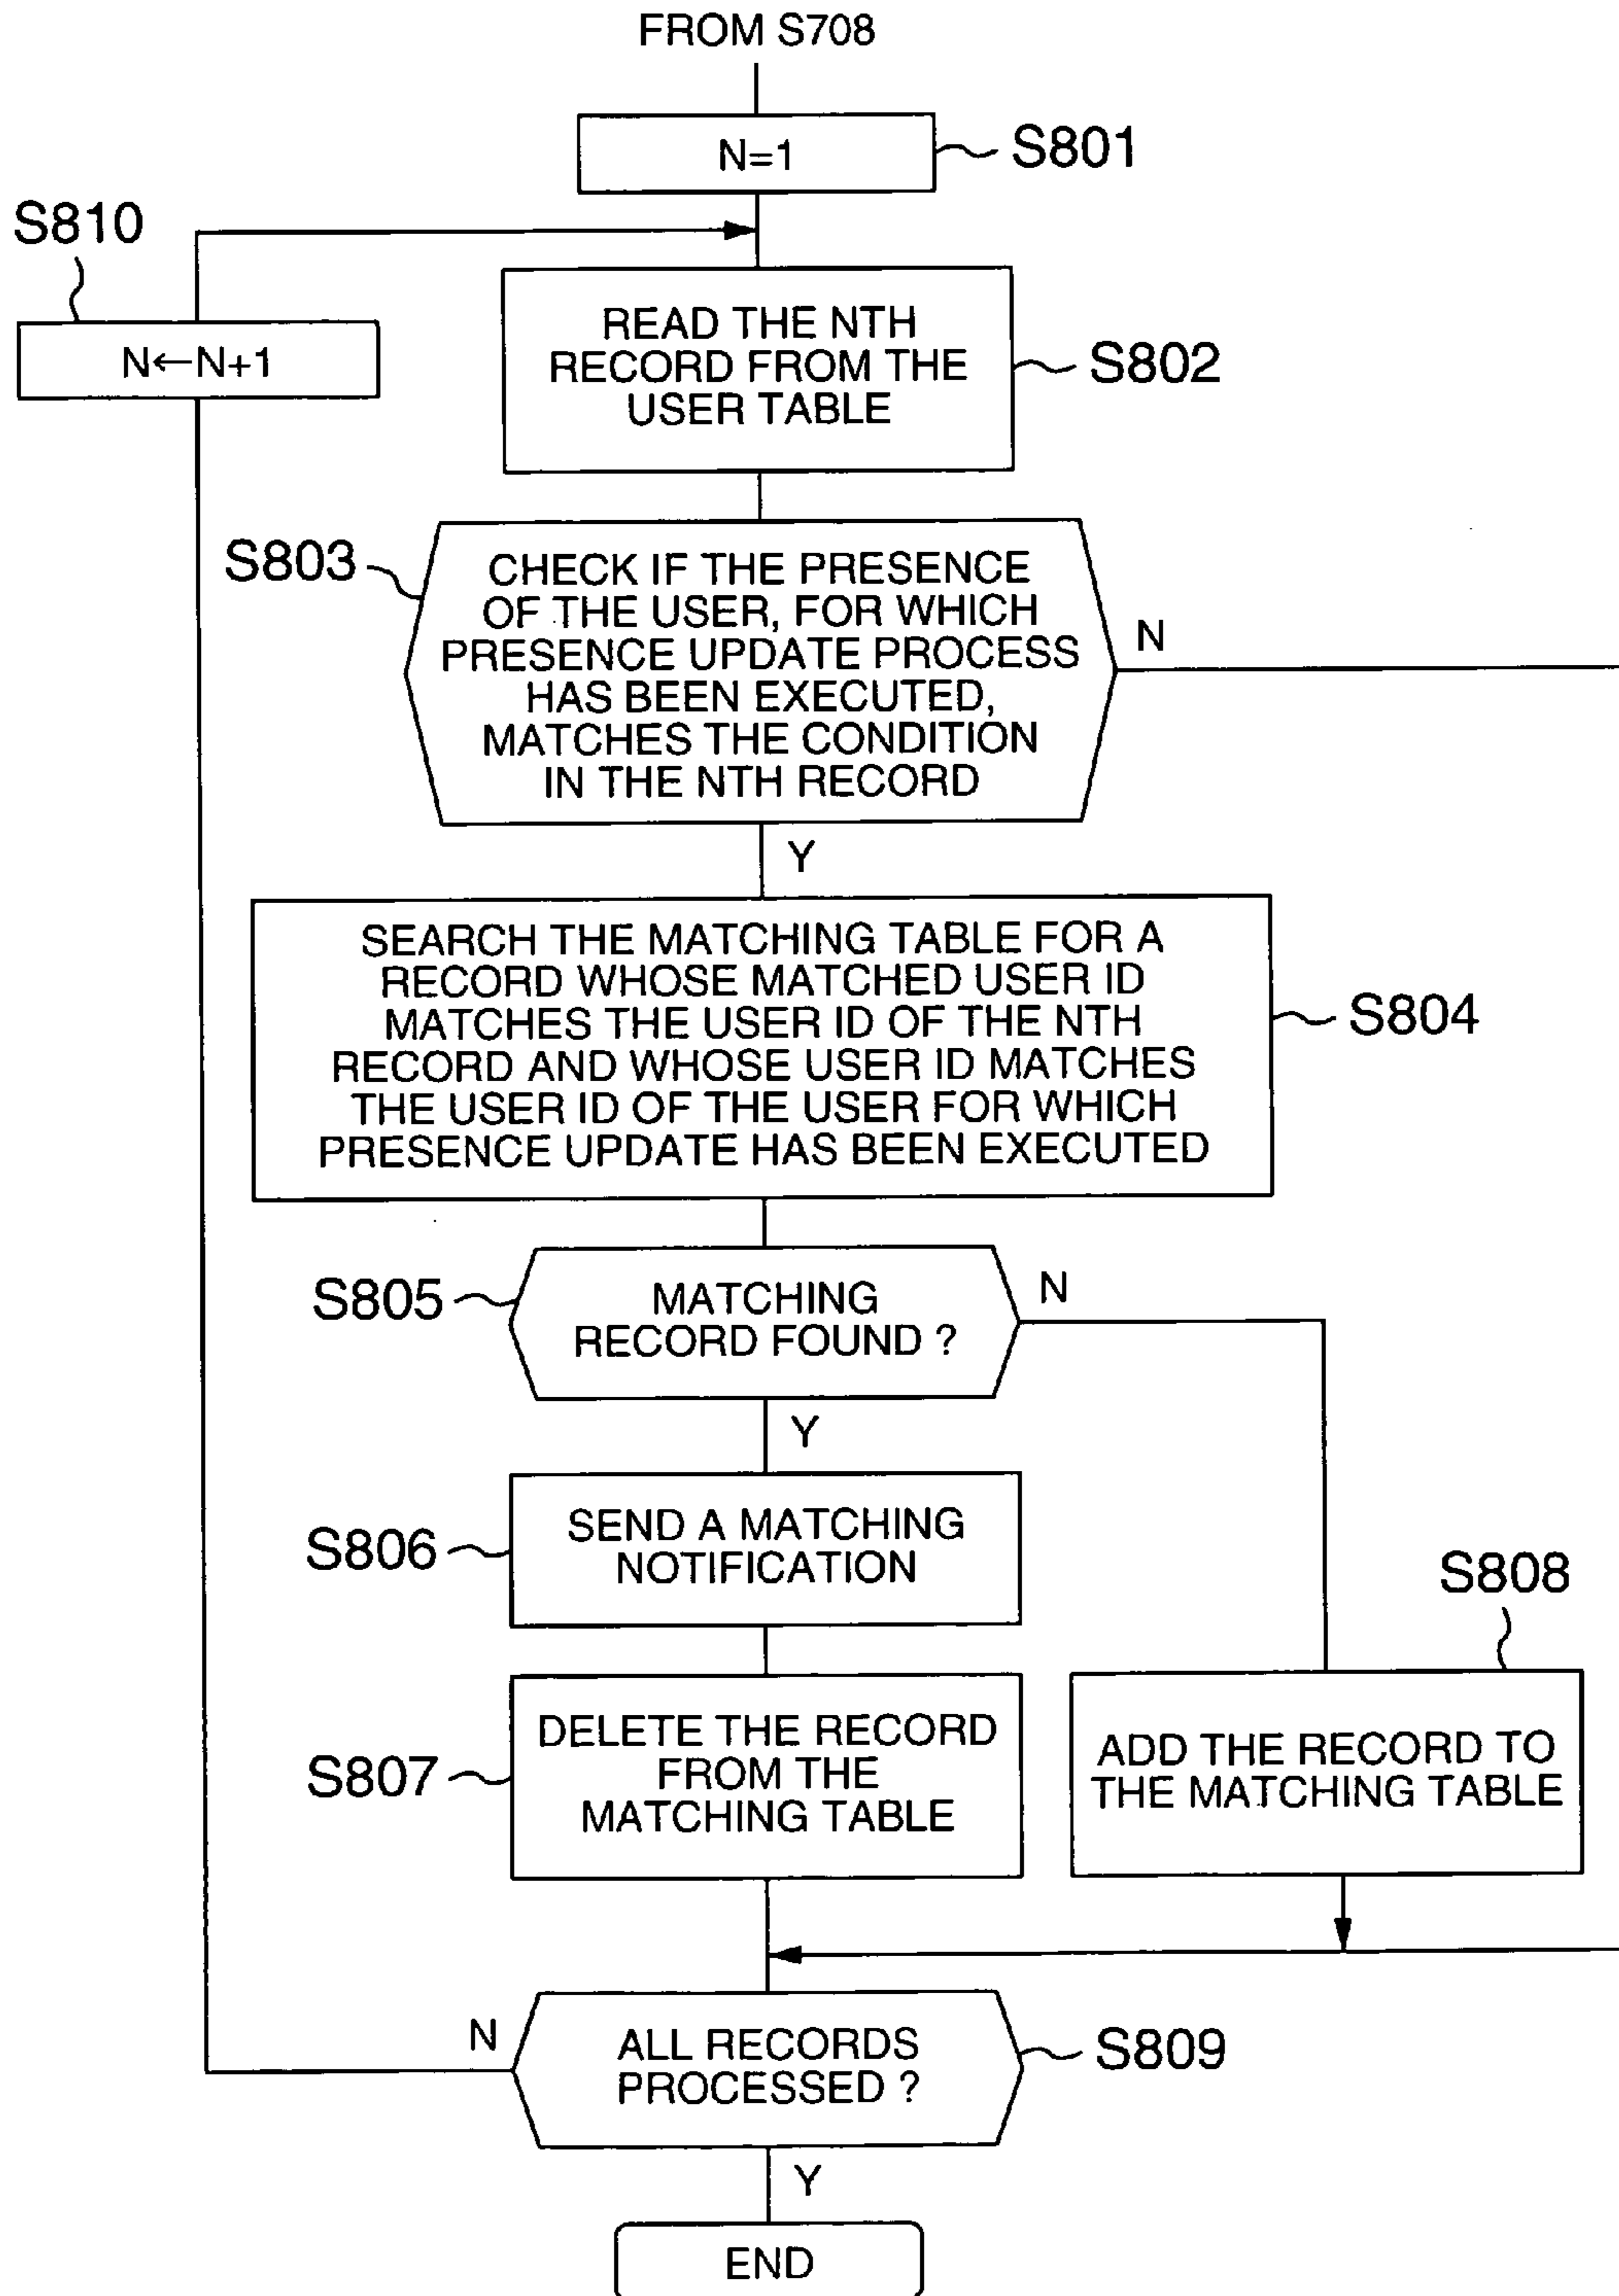 FROM S708
N=1
S801
S810
N←N+1
READ THE NTH
RECORD FROM THE
USER TABLE
S802
S803
CHECK IF THE PRESENCE
OF THE USER, FOR WHICH
PRESENCE UPDATE PROCESS
HAS BEEN EXECUTED,
MATCHES THE CONDITION
IN THE NTH RECORD
N
Y
SEARCH THE MATCHING TABLE FOR A
RECORD WHOSE MATCHED USER ID
MATCHES THE USER ID OF THE NTH
RECORD AND WHOSE USER ID MATCHES
THE USER ID OF THE USER FOR WHICH
PRESENCE UPDATE HAS BEEN EXECUTED
S804
S805
MATCHING
RECORD FOUND ?
N
Y
S806
SEND A MATCHING
NOTIFICATION
S808
S807
DELETE THE RECORD
FROM THE
MATCHING TABLE
ADD THE RECORD TO
THE MATCHING TABLE
N
ALL RECORDS
PROCESSED ?
S809
Y
END